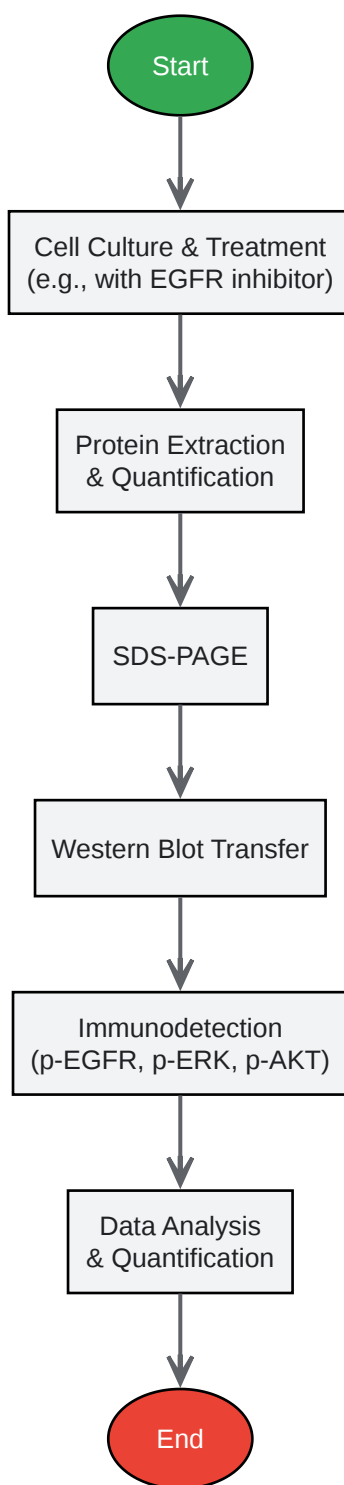 Start
Cell Culture & Treatment
(e.g., with EGFR inhibitor)
Protein Extraction
& Quantification
SDS-PAGE
Western Blot Transfer
Immunodetection
(p-EGFR, p-ERK, p-AKT)
Data Analysis
& Quantification
End